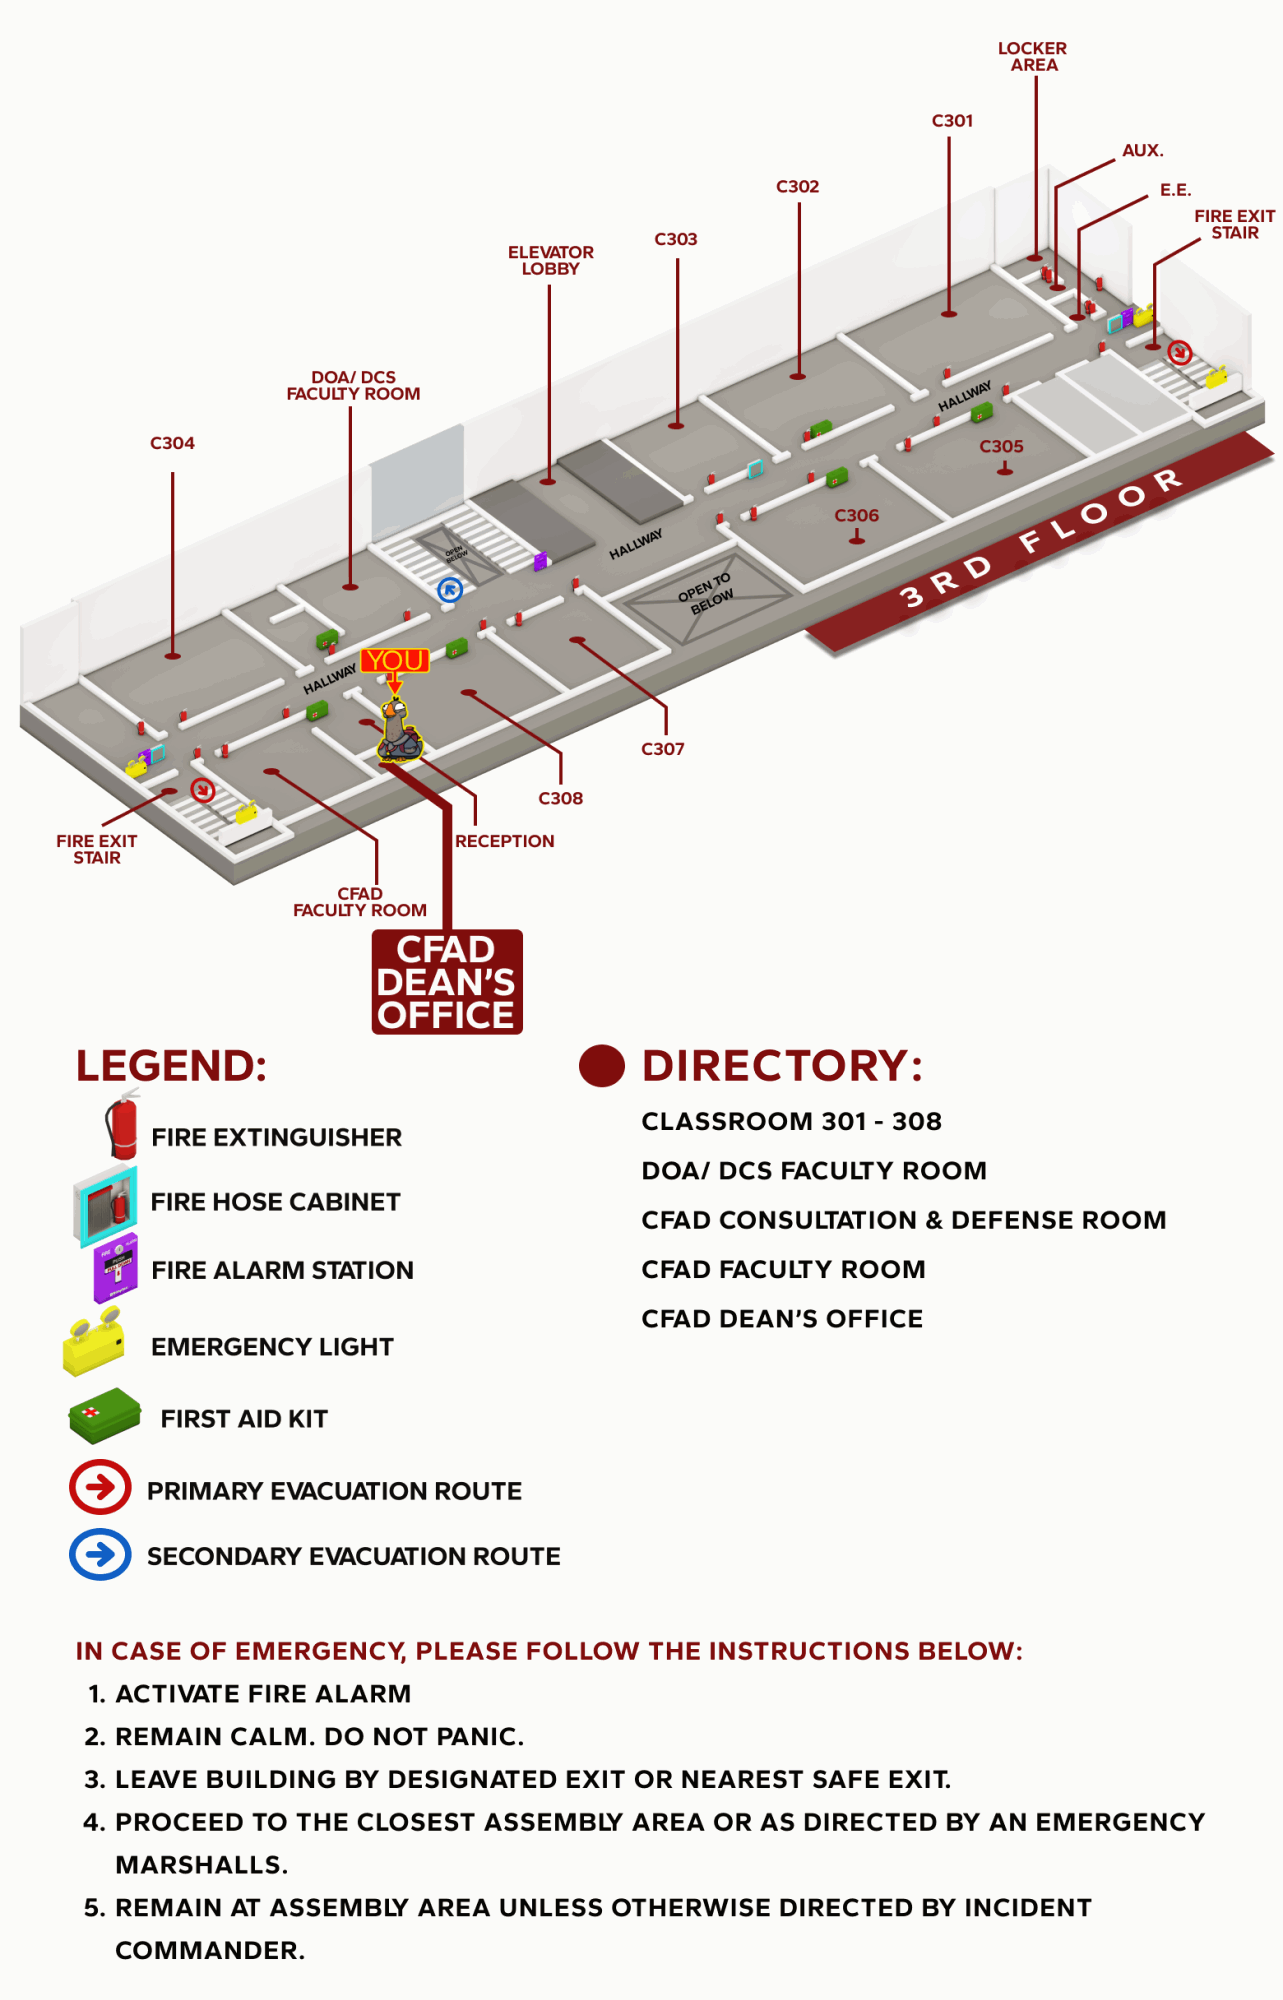 LOCKER
AREA
C301
AUX.
C302
E.E.
FIRE EXIT
STAIR
C303
ELEVATOR
LOBBY
DOA/ DCS
FACULTY ROOM
C304
HALLWAY
C305
OPEN
BELOW
HALLWAY
C306
3RD FLOOR
OPEN TO
BELOW
YOU
HALLWAY
C307
C308
FIRE EXIT
STAIR
RECEPTION
CFAD
FACULTY ROOM
CFAD
DEAN'S
OFFICE
LEGEND:
FIRE EXTINGUISHER
FIRE HOSE CABINET
FIRE ALARM STATION
EMERGENCY LIGHT
FIRST AID KIT
PRIMARY EVACUATION ROUTE
SECONDARY EVACUATION ROUTE
DIRECTORY:
CLASSROOM 301 - 308
DOA/ DCS FACULTY ROOM
CFAD CONSULTATION & DEFENSE ROOM
CFAD FACULTY ROOM
CFAD DEAN'S OFFICE
IN CASE OF EMERGENCY, PLEASE FOLLOW THE INSTRUCTIONS BELOW:
1. ACTIVATE FIRE ALARM
2. REMAIN CALM. DO NOT PANIC.
3. LEAVE BUILDING BY DESIGNATED EXIT OR NEAREST SAFE EXIT.
4. PROCEED TO THE CLOSEST ASSEMBLY AREA OR AS DIRECTED BY AN EMERGENCY
MARSHALLS.
5. REMAIN AT ASSEMBLY AREA UNLESS OTHERWISE DIRECTED BY INCIDENT
COMMANDER.